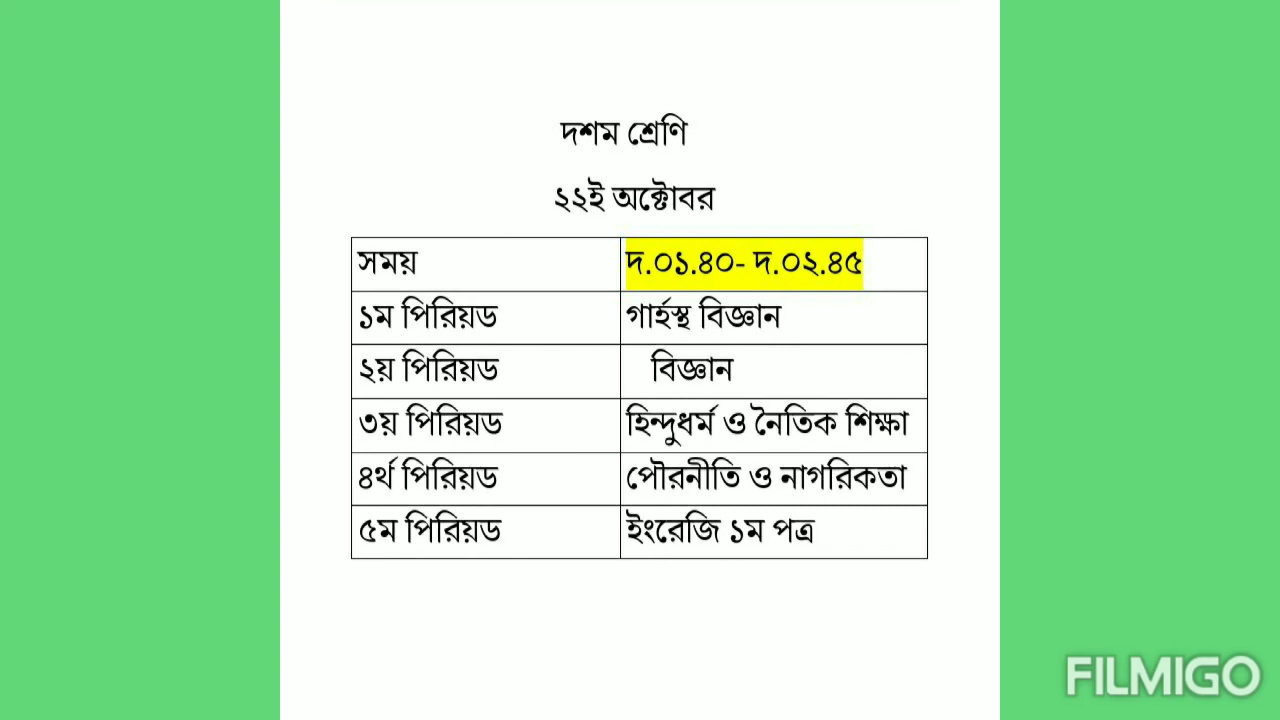 দশম শ্রেণি
২২ই অক্টোবর
সময় দ.০১.৪০- দ.০২.৪৫
১ম পিরিয়ড গার্হস্থ বিজ্ঞান
২য় পিরিয়ড বিজ্ঞান
৩য় পিরিয়ড হিন্দুধর্ম ও নৈতিক শিক্ষা
৪র্থ পিরিয়ড পৌরনীতি ও নাগরিকতা
৫ম পিরিয়ড ইংরেজি ১ম পত্র
FILMIGO